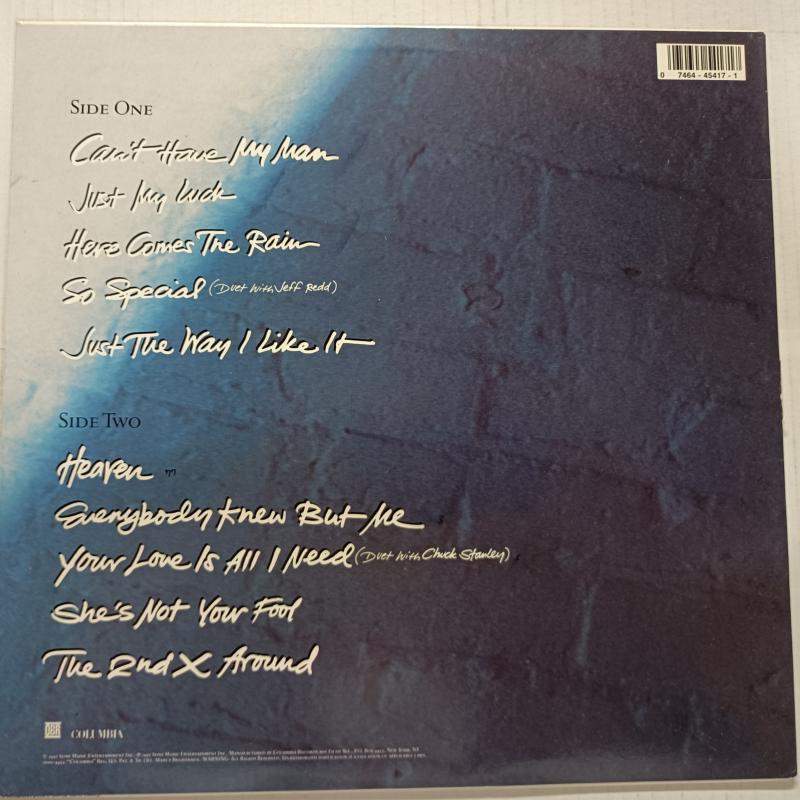 0 7464-45417-1
SIDE ONE
Can't Have My Man
Just My Luck
Here Comes The Rain
So Special (Duet With Jeff Redd)
Just The Way I Like It
SIDE TWO
Heaven
Everybody Knew But Me
Your Love Is All I Need (Duet With Chuck Stanley)
She's Not Your Fool
The 2nd X Around
OBR COLUMBIA